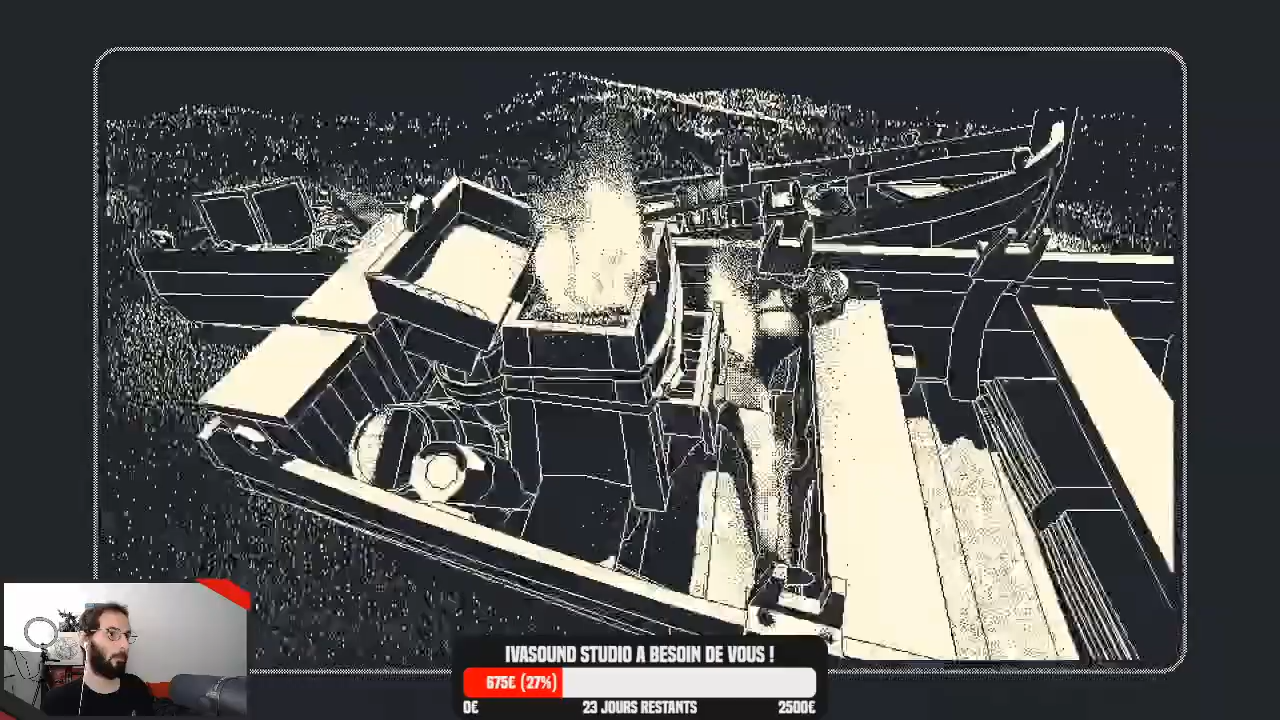 IVASOUND STUDIO A BESOIN DE VOUS !
675€ (27%)
0€ 23 JOURS RESTANTS 2500€